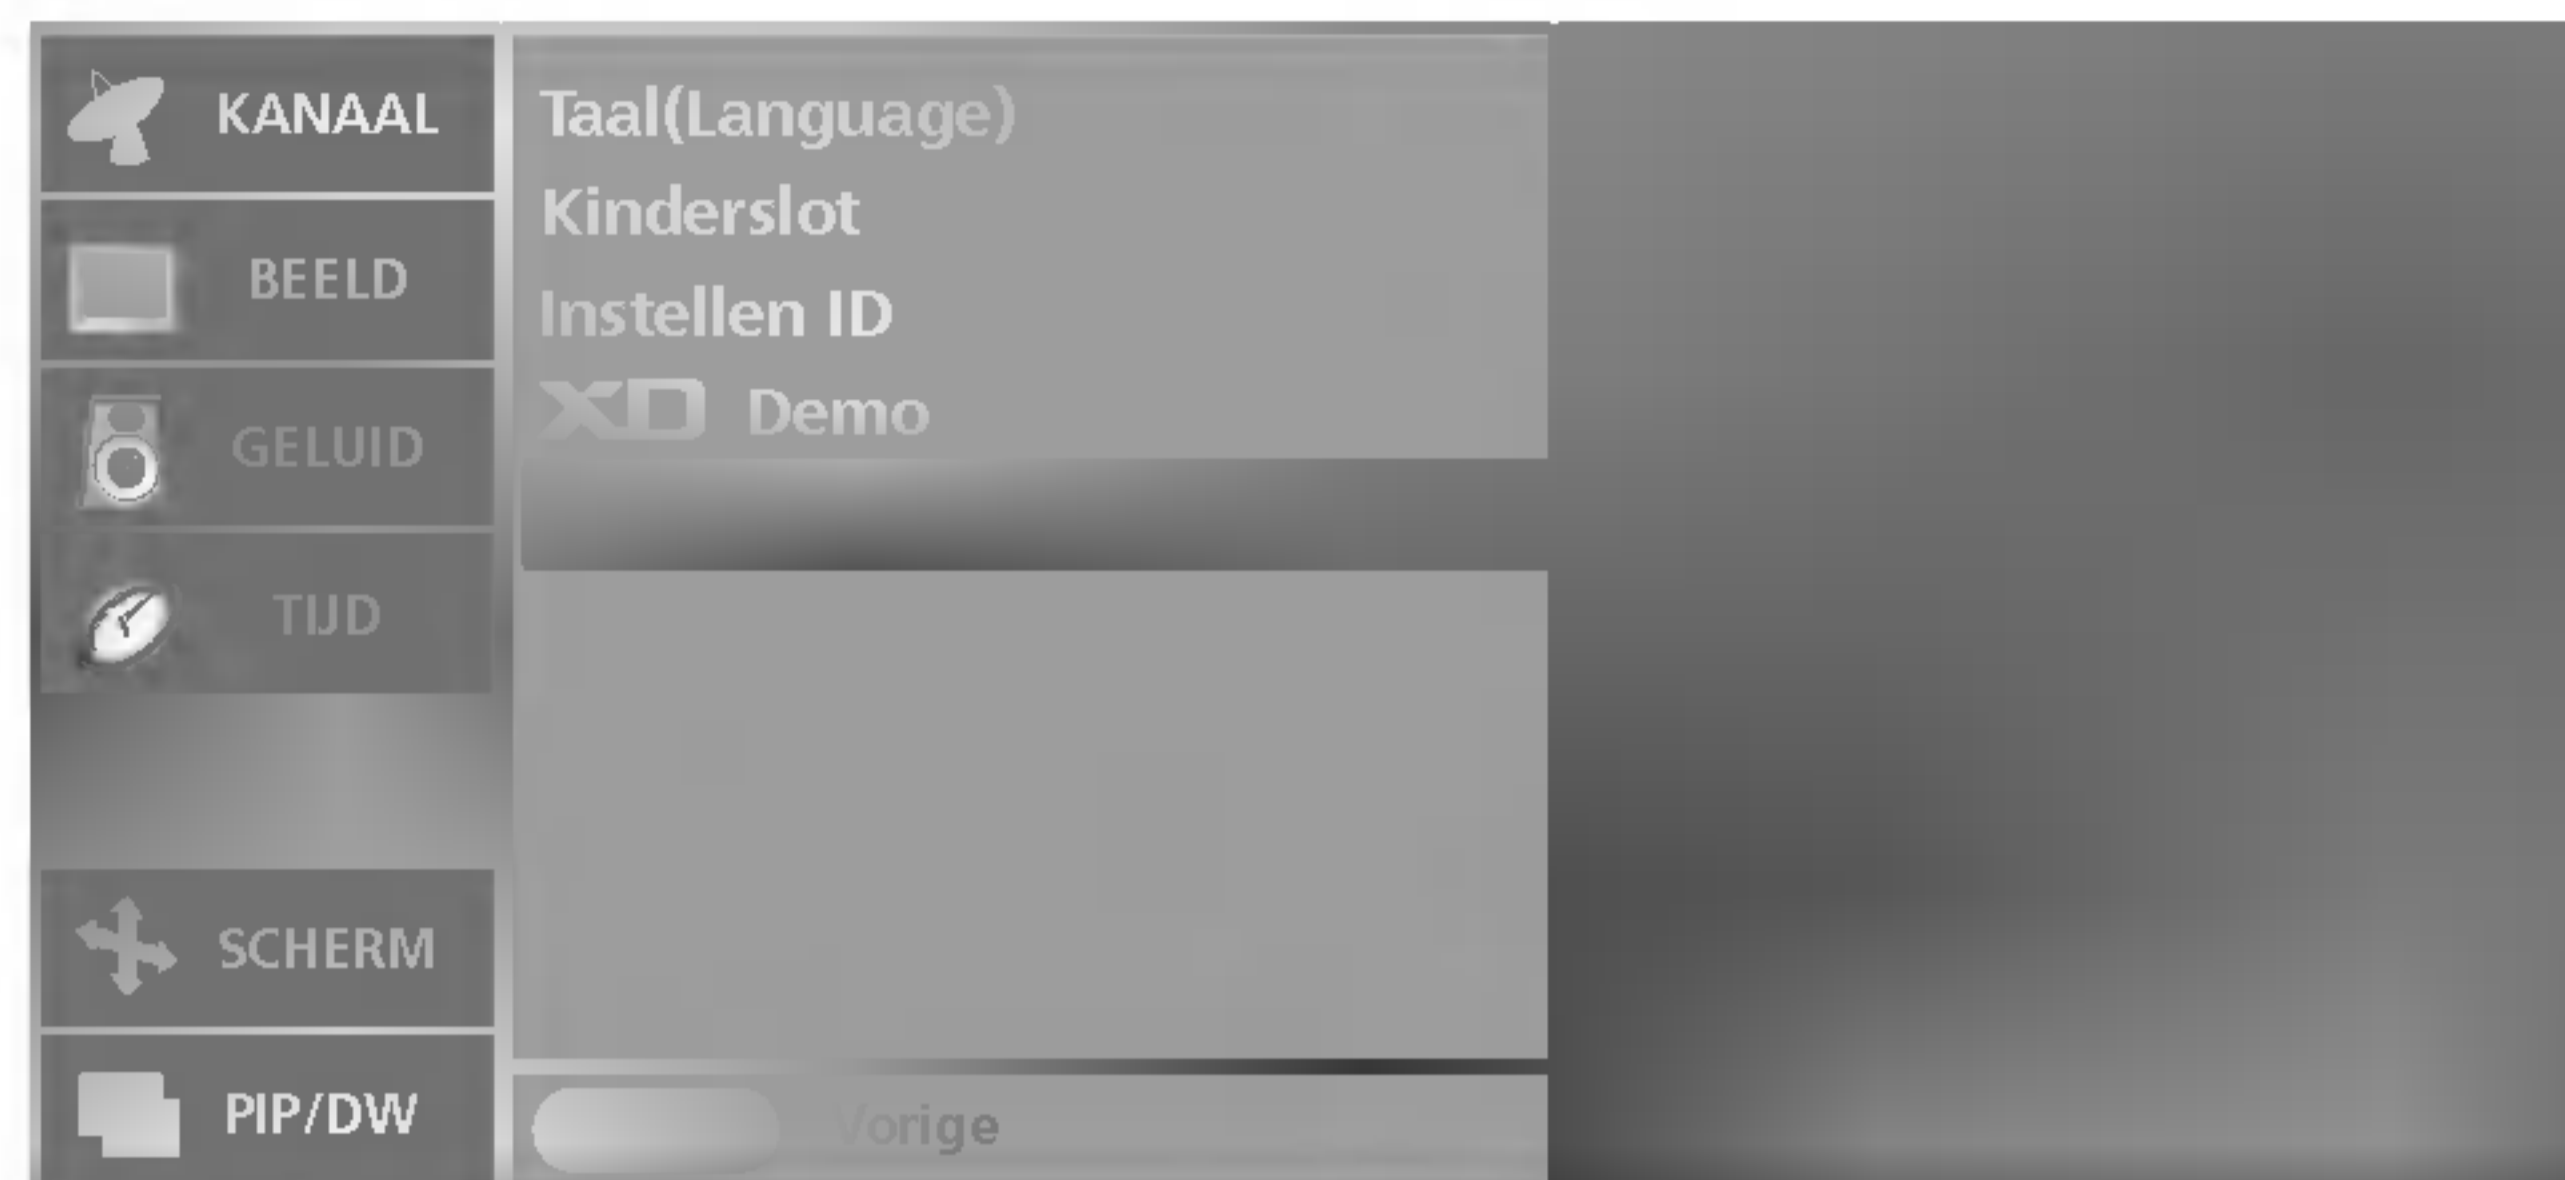 KANAAL
BEELD
GELUID
TIJD
SCHERM
PIP/DW
Taal(Language)
Kinderslot
Instellen ID
XD Demo
Vorige